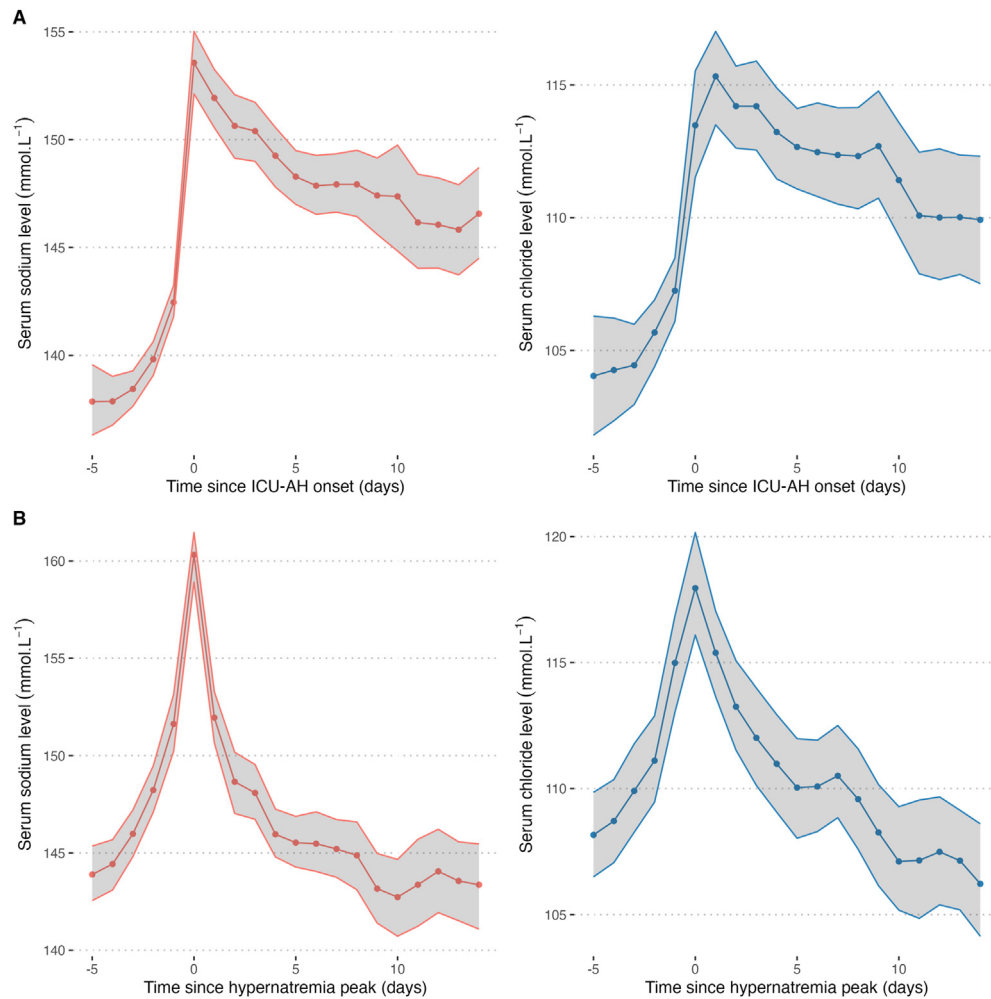 A
Serum sodium level (mmol.L⁻¹)
155
150
145
140
-5 0 5 10
Time since ICU-AH onset (days)
Serum chloride level (mmol.L⁻¹)
115
110
105
-5 0 5 10
Time since ICU-AH onset (days)
B
Serum sodium level (mmol.L⁻¹)
160
155
150
145
140
-5 0 5 10
Time since hypernatremia peak (days)
Serum chloride level (mmol.L⁻¹)
120
115
110
105
-5 0 5 10
Time since hypernatremia peak (days)